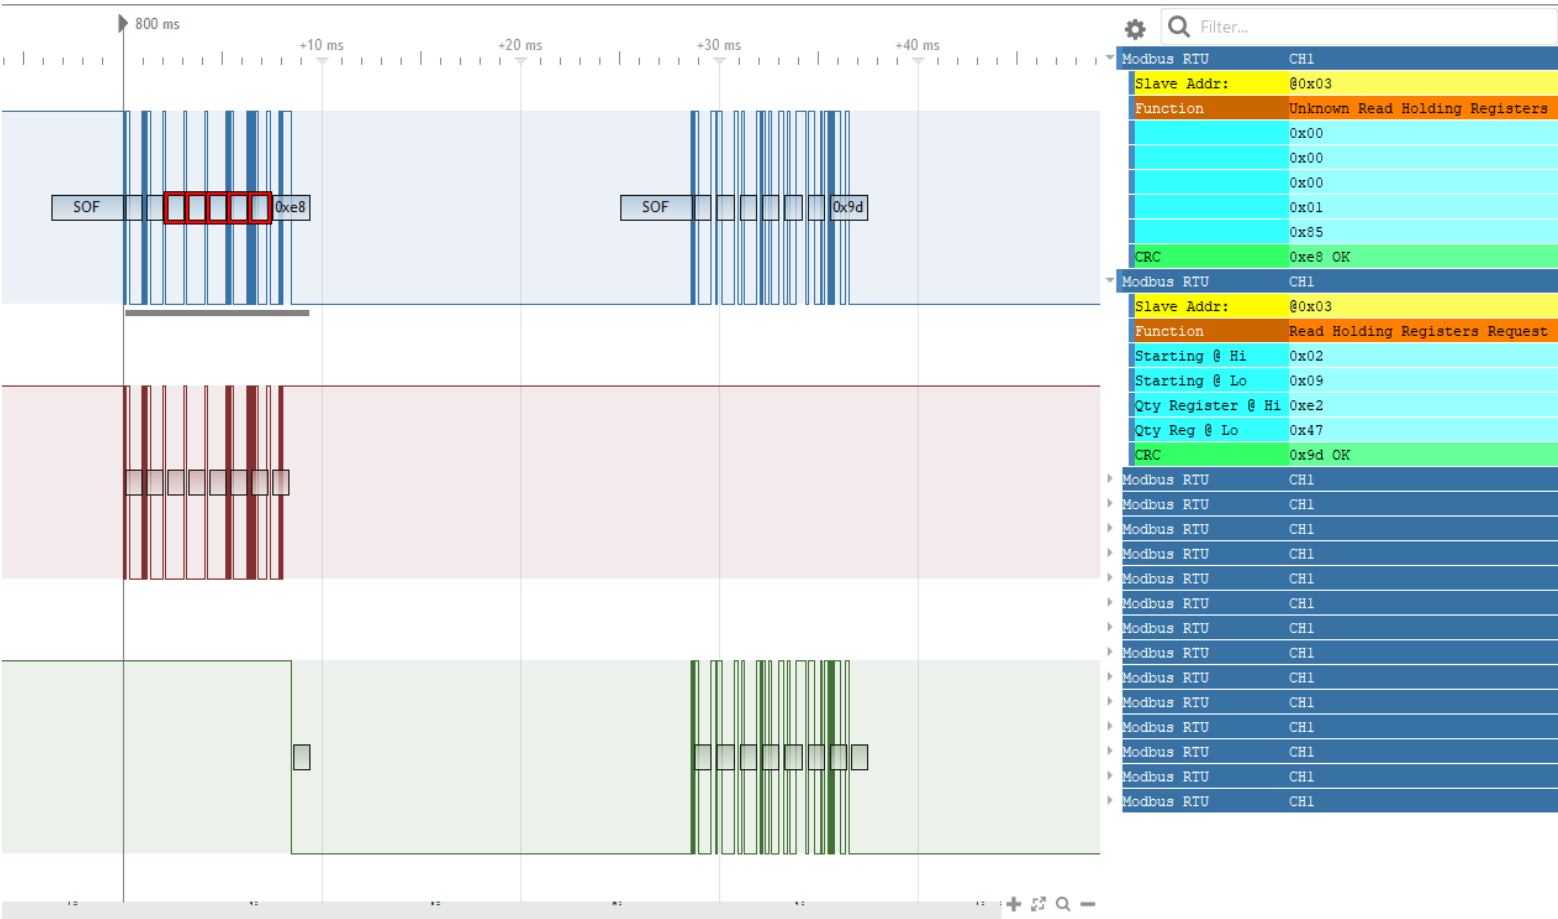 800 ms
+10 ms +20 ms +30 ms +40 ms
SOF 0xe8 SOF 0x9d
Filter...
Modbus RTU CH1
Slave Addr: @0x03
Function Unknown Read Holding Registers
0x00
0x00
0x00
0x01
0x85
CRC 0xe8 OK
Modbus RTU CH1
Slave Addr: @0x03
Function Read Holding Registers Request
Starting @ Hi 0x02
Starting @ Lo 0x09
Qty Register @ Hi 0xe2
Qty Reg @ Lo 0x47
CRC 0x9d OK
Modbus RTU CH1
Modbus RTU CH1
Modbus RTU CH1
Modbus RTU CH1
Modbus RTU CH1
Modbus RTU CH1
Modbus RTU CH1
Modbus RTU CH1
Modbus RTU CH1
Modbus RTU CH1
Modbus RTU CH1
Modbus RTU CH1
Modbus RTU CH1
Modbus RTU CH1